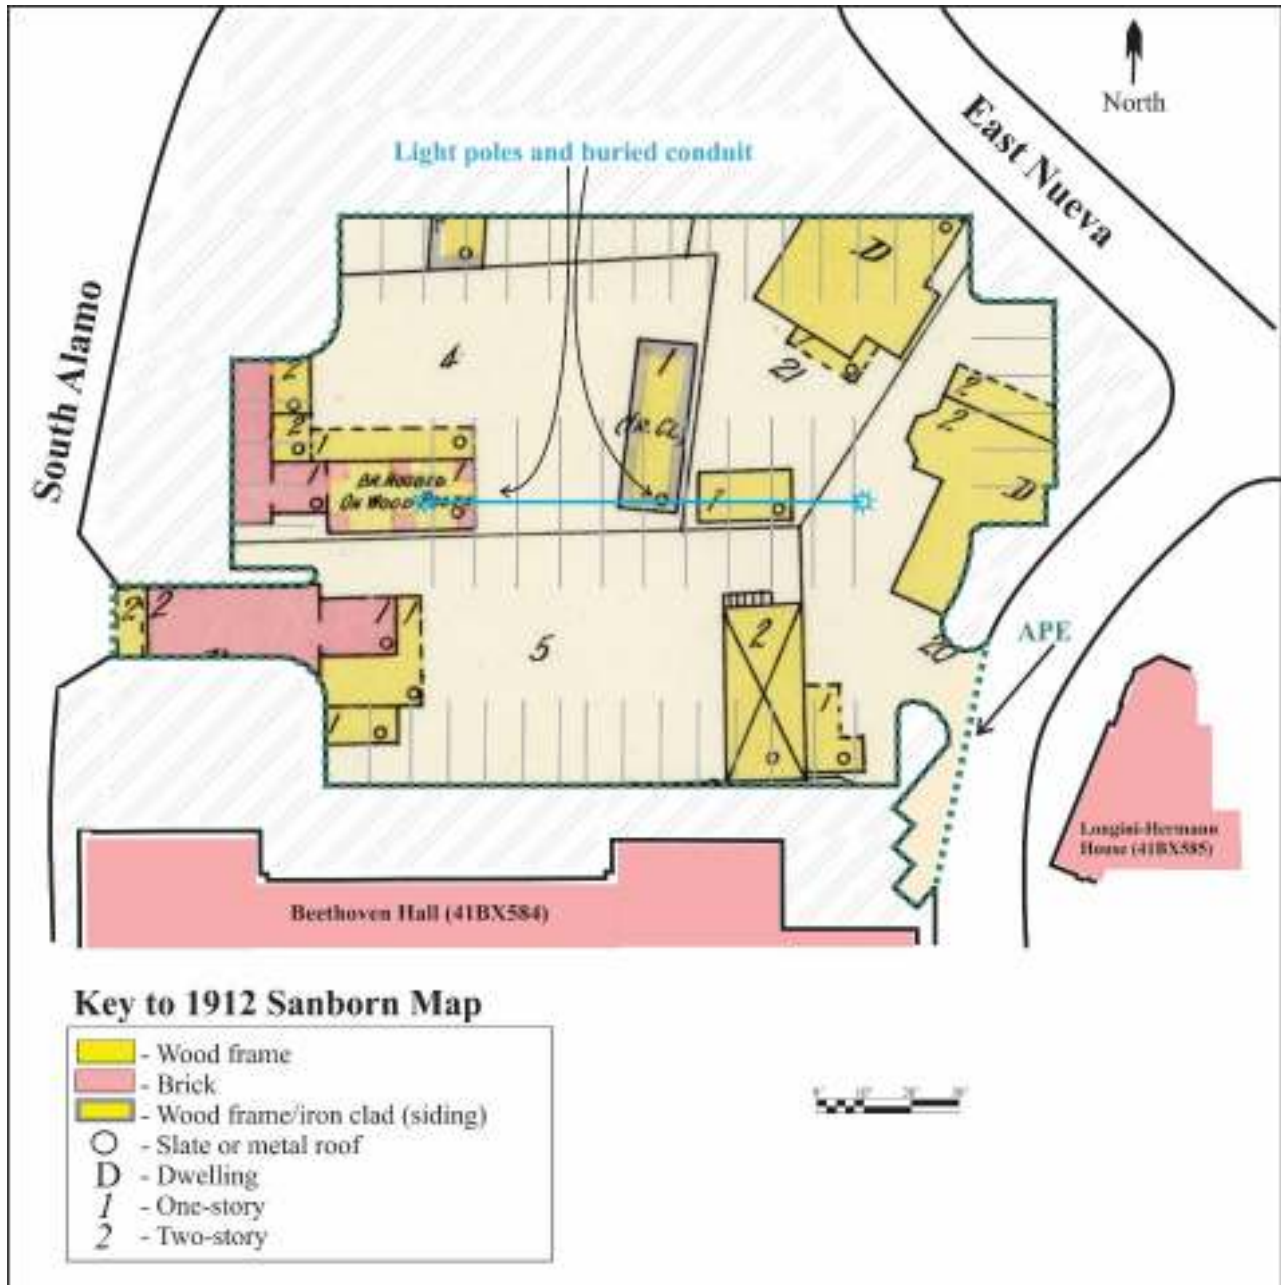 North
East Nueva
Light poles and buried conduit
South Alamo
D
4
1
21
2
2
2
2
1
1
1
D
1
2
2
1
1
5
2
20
APE
1
1
Longini-Hermann
House (41BX585)
Beethoven Hall (41BX584)
Key to 1912 Sanborn Map
- Wood frame
- Brick
- Wood frame/iron clad (siding)
- Slate or metal roof
D - Dwelling
1 - One-story
2 - Two-story